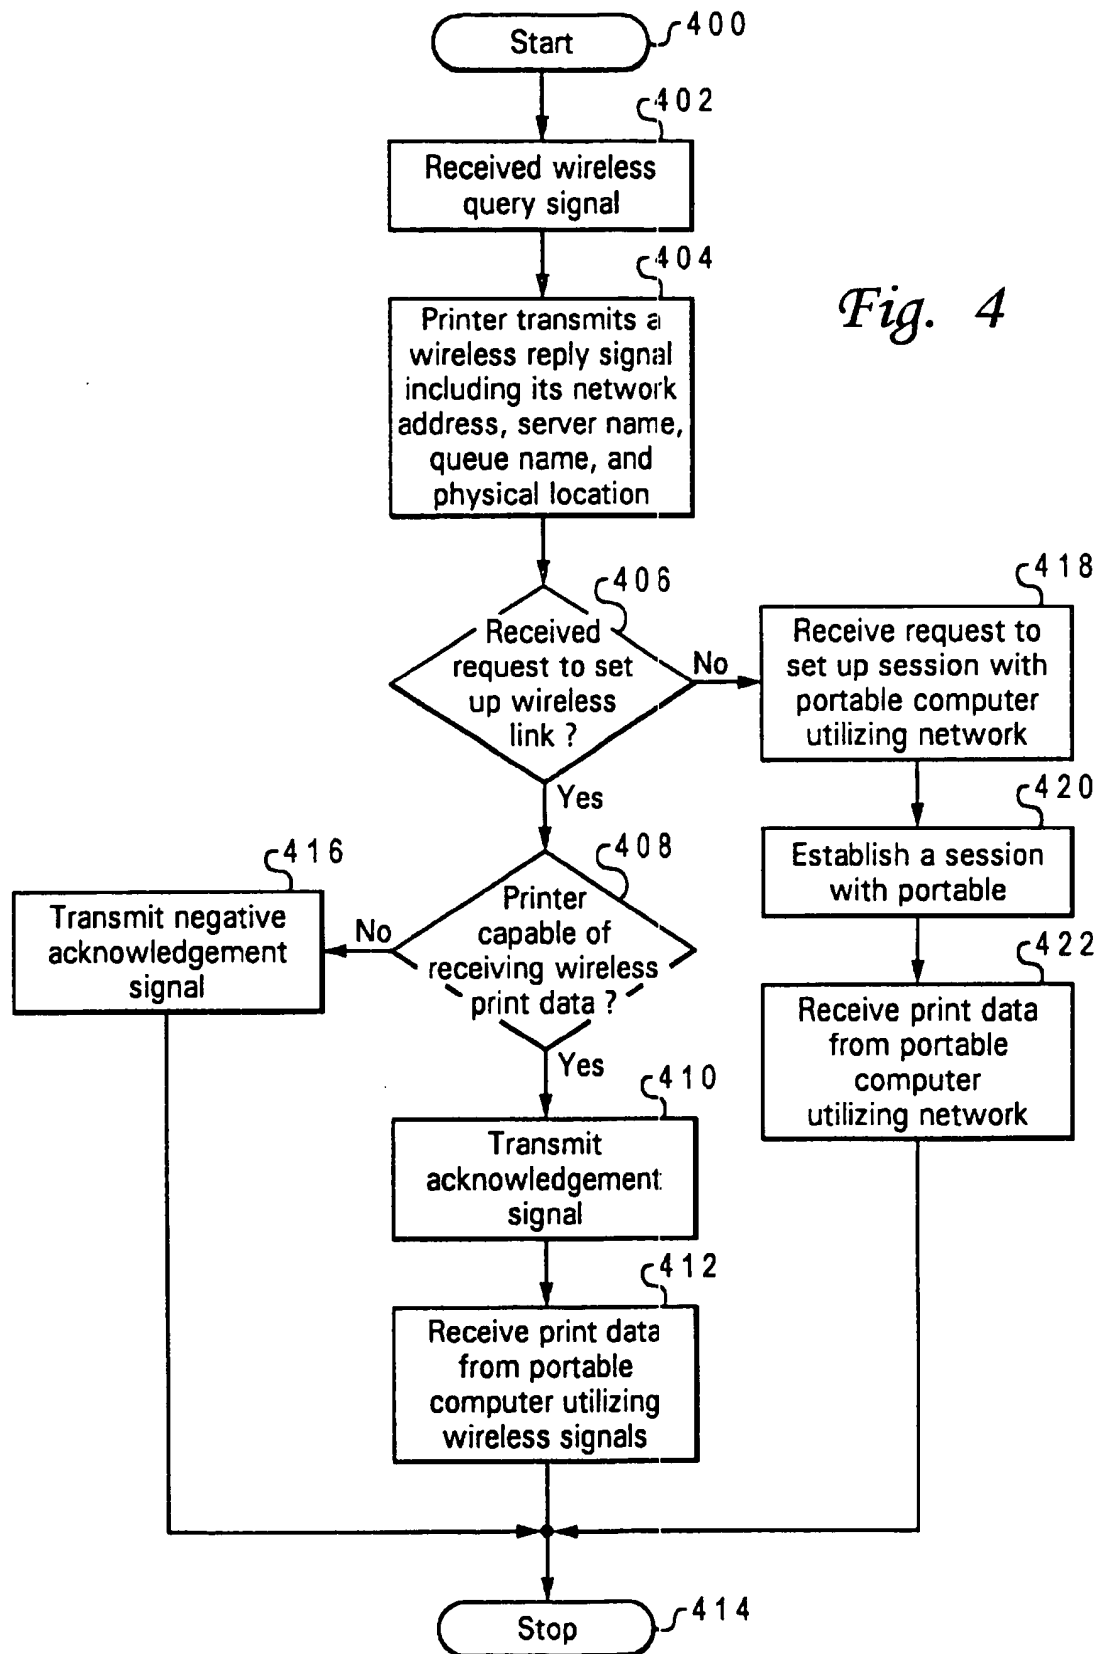 Start
400
402
Received wireless
query signal
404
Printer transmits a
wireless reply signal
including its network
address, server name,
queue name, and
physical location
Fig. 4
406
Received
request to set
up wireless
link ?
No
Yes
418
Receive request to
set up session with
portable computer
utilizing network
420
Establish a session
with portable
422
Receive print data
from portable
computer
utilizing network
408
Printer
capable of
receiving wireless
print data ?
No
Yes
416
Transmit negative
acknowledgement
signal
410
Transmit
acknowledgement
signal
412
Receive print data
from portable
computer utilizing
wireless signals
Stop
414